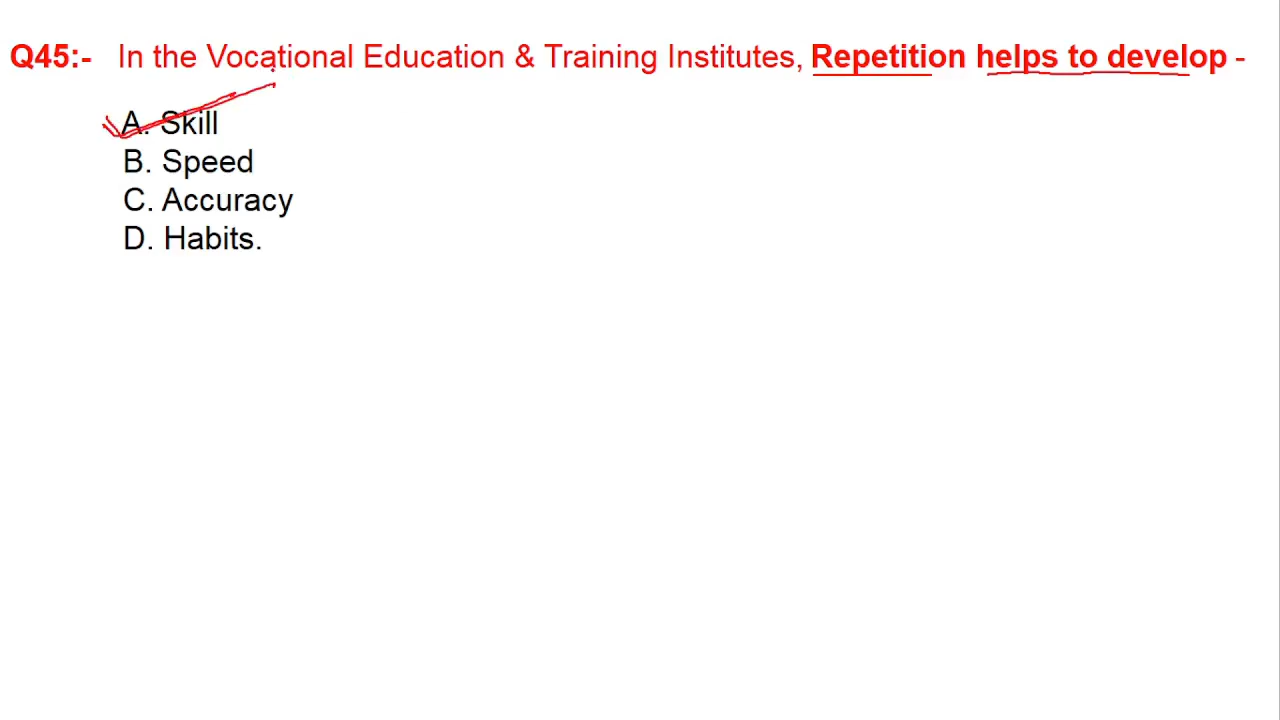 Q45:- In the Vocational Education & Training Institutes, Repetition helps to develop -
A. Skill
B. Speed
C. Accuracy
D. Habits.